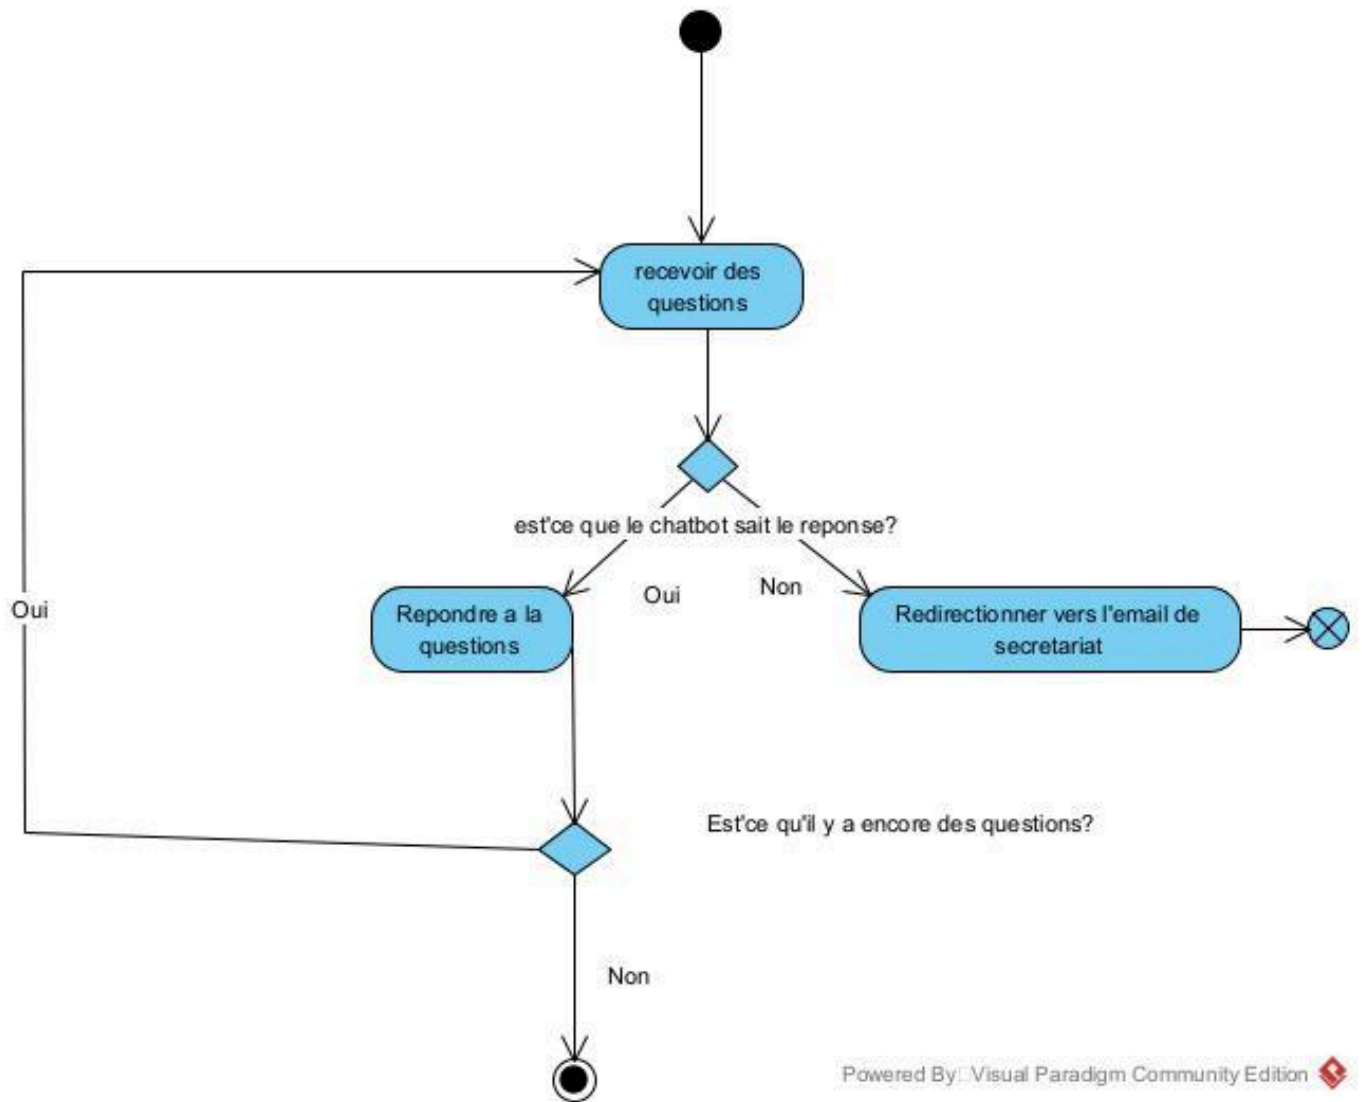 recevoir des
questions
est'ce que le chatbot sait le reponse?
Oui
Non
Oui
Repondre a la
questions
Redirectionner vers l'email de
secretariat
Est'ce qu'il y a encore des questions?
Non
Powered By Visual Paradigm Community Edition